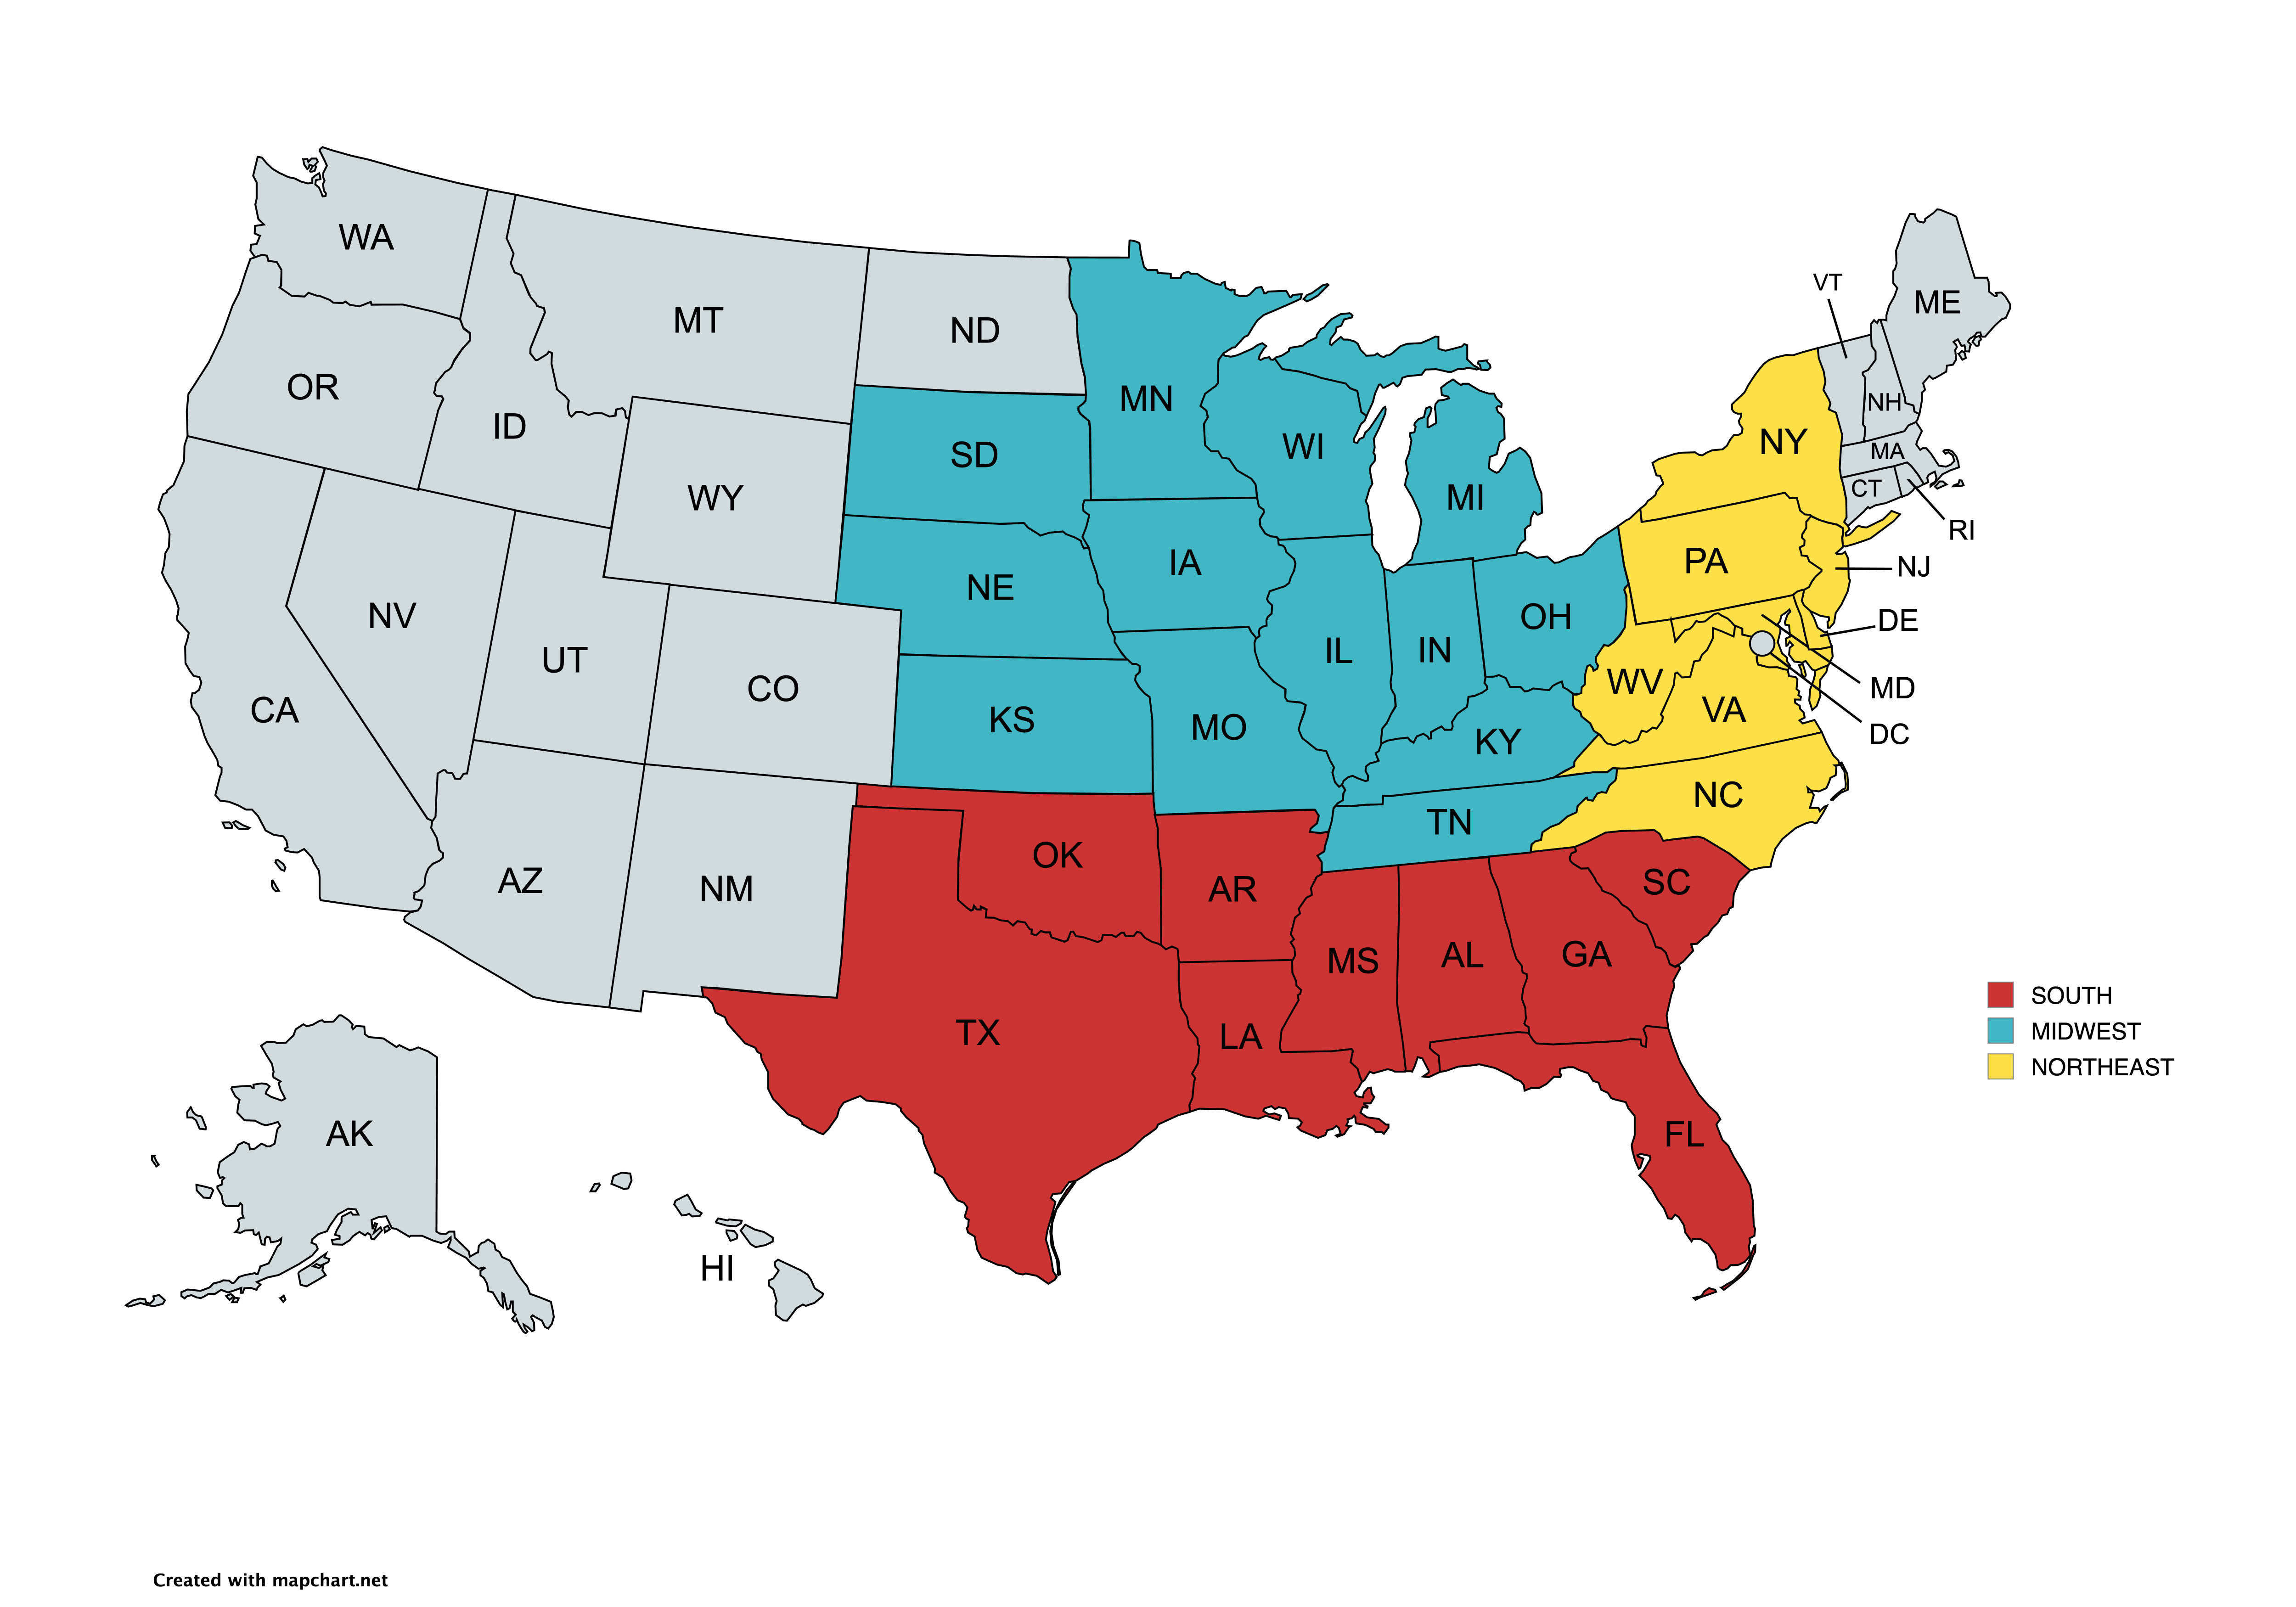 WA
MT
ND
MN
VT
ME
OR
ID
SD
WI
NY
NH
MA
WY
MI
CT
RI
NE
IA
PA
NJ
NV
OH
DE
UT
IL
IN
CO
WV
MD
CA
KS
MO
KY
VA
DC
NC
TN
OK
AZ
NM
AR
SC
MS
AL
GA
TX
LA
SOUTH
MIDWEST
NORTHEAST
AK
FL
HI
Created with mapchart.net